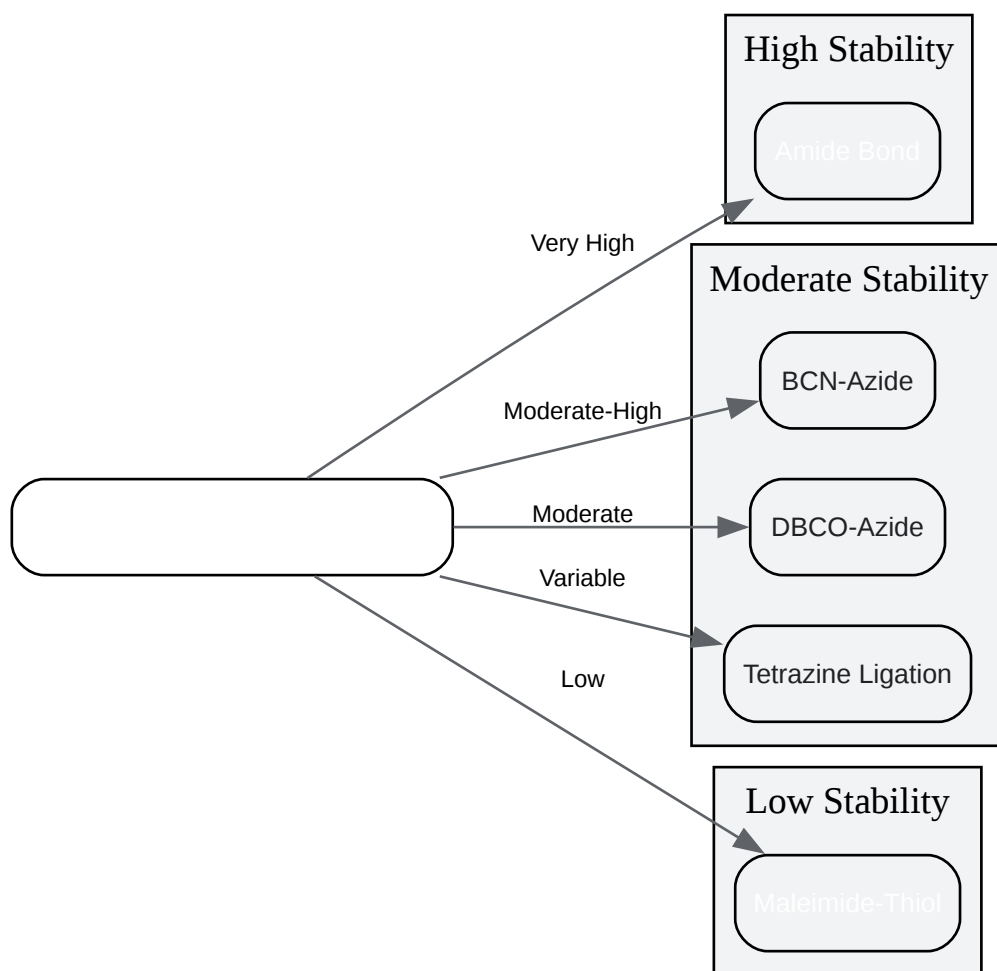 High Stability
Amide Bond
Very High
Moderate Stability
BCN-Azide
Moderate-High
DBCO-Azide
Moderate
Variable
Tetrazine Ligation
Low
Low Stability
Maleimide-Thiol